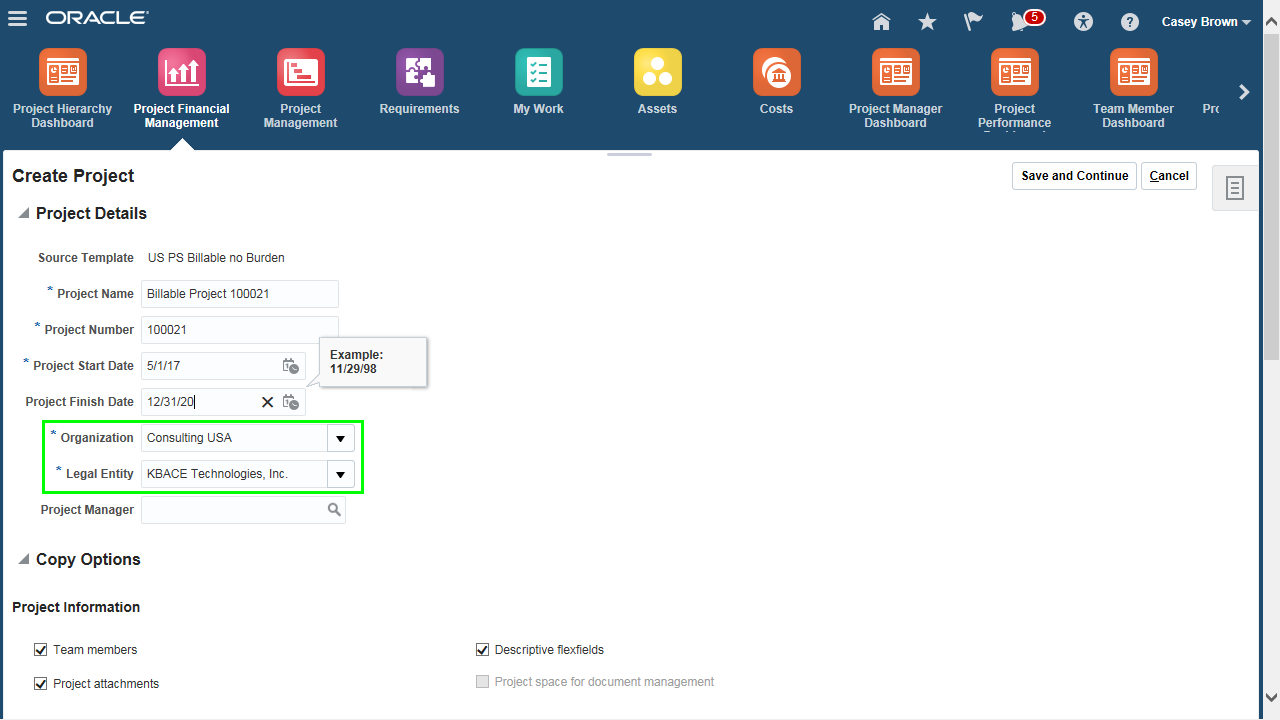 ORACLE
5
Casey Brown
Project Hierarchy
Dashboard
Project Financial
Management
Project
Management
Requirements
My Work
Assets
Costs
Project Manager
Dashboard
Project
Performance
Team Member
Dashboard
Pro
Create Project
Save and Continue
Cancel
Project Details
Source Template US PS Billable no Burden
* Project Name Billable Project 100021
* Project Number 100021
* Project Start Date 5/1/17
Example:
11/29/98
Project Finish Date 12/31/20
* Organization Consulting USA
* Legal Entity KBACE Technologies, Inc.
Project Manager
Copy Options
Project Information
Team members
Descriptive flexfields
Project attachments
Project space for document management